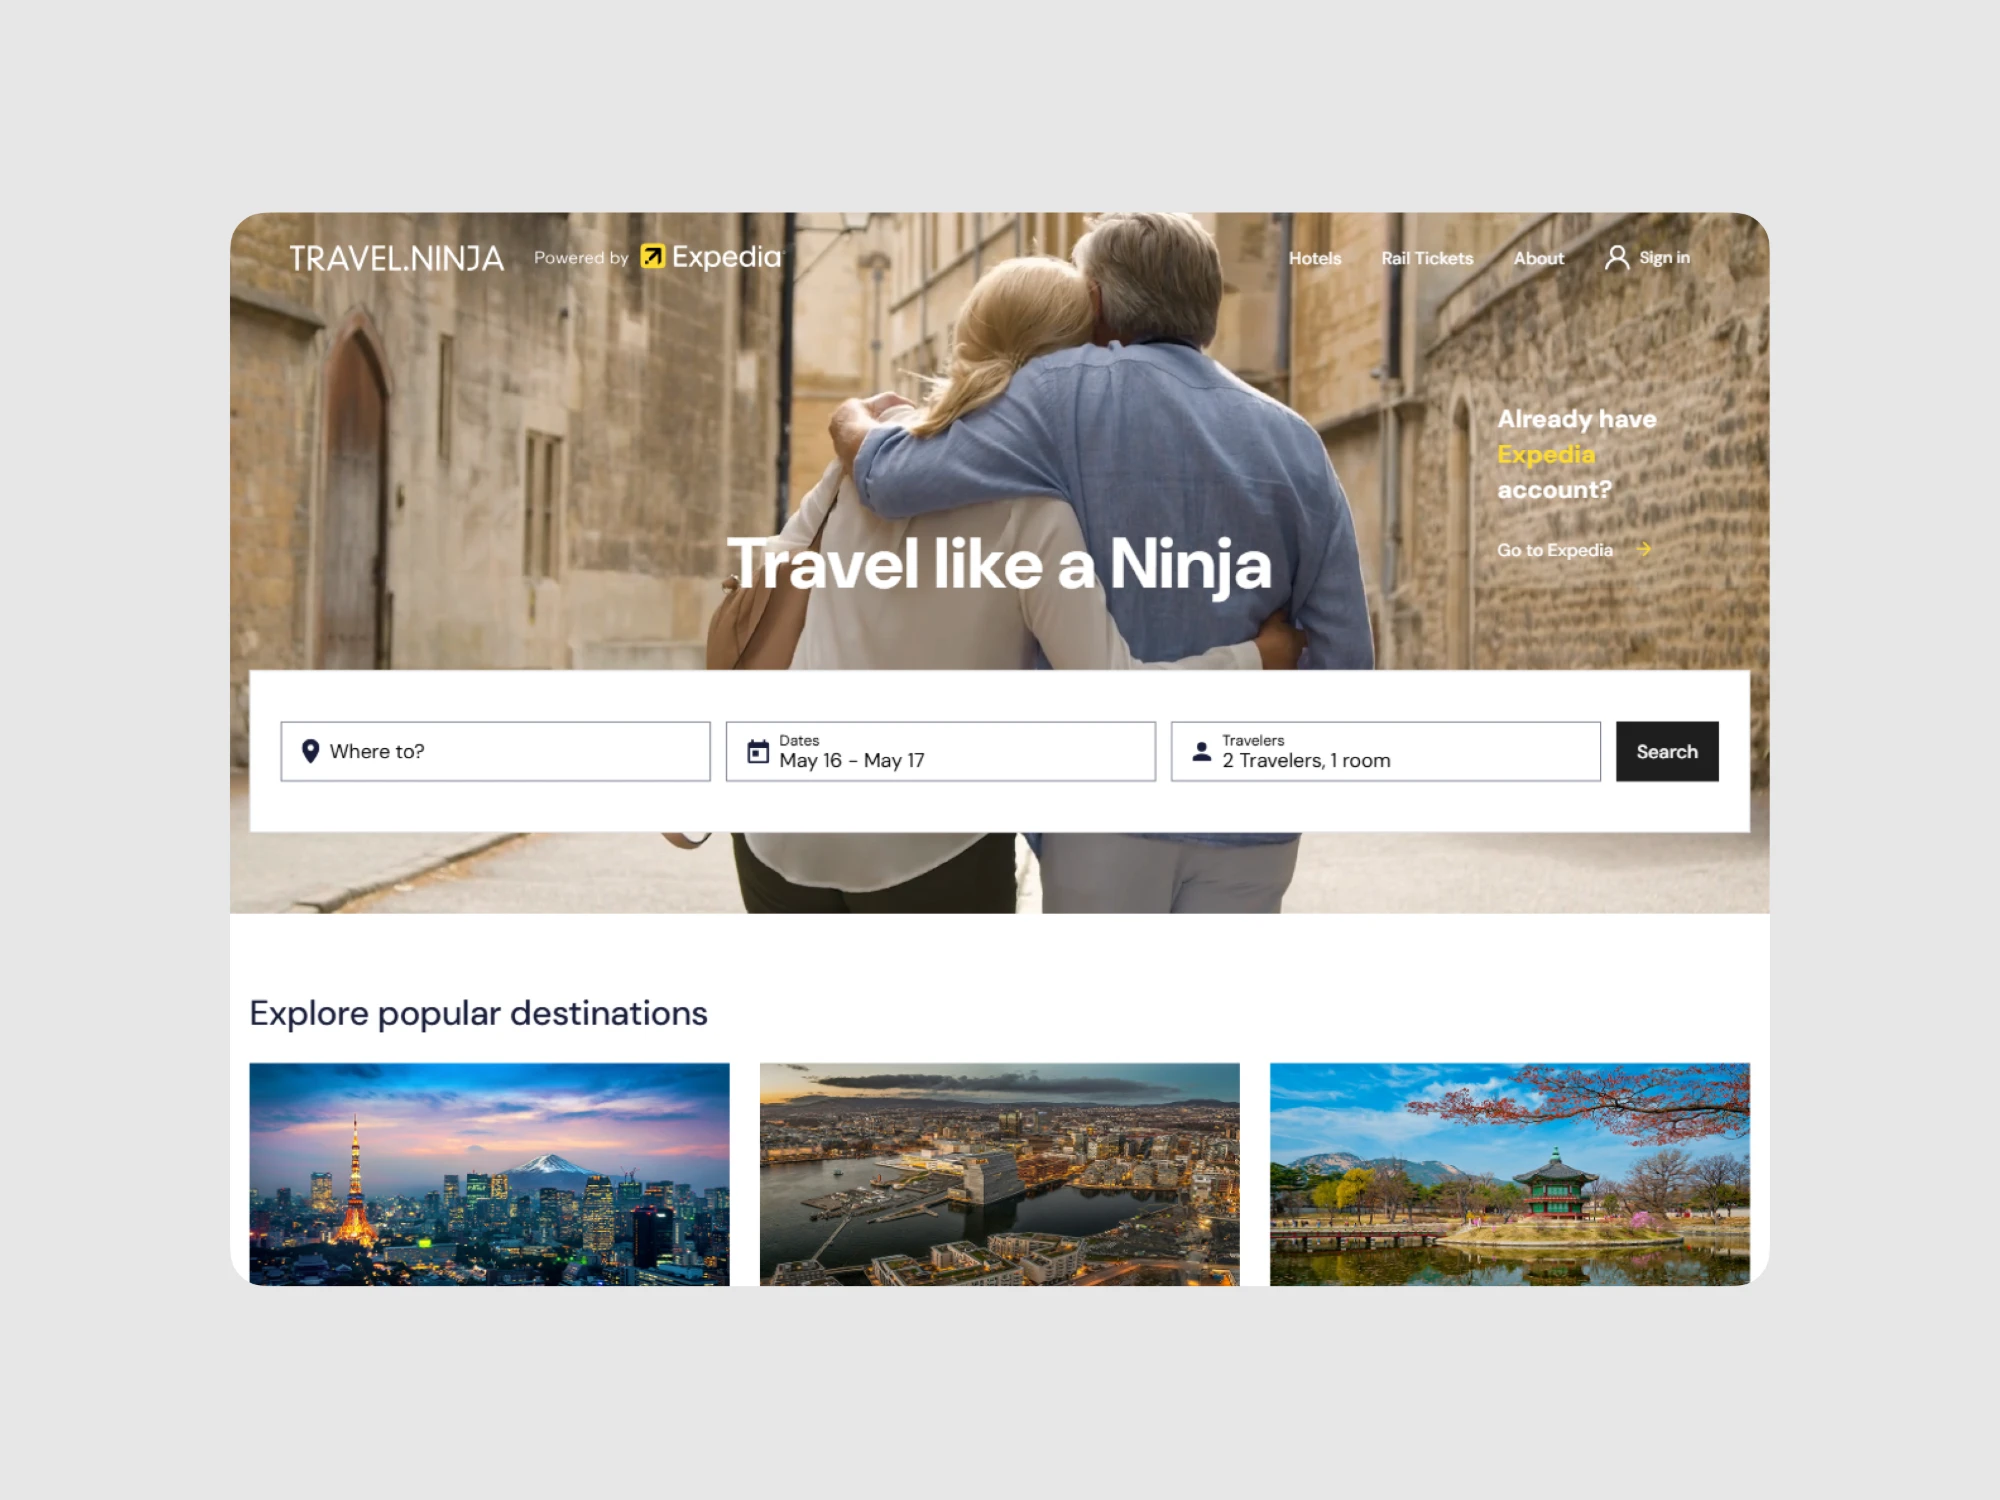 TRAVEL.NINJA Powered by Expedia Hotels Rail Tickets About Sign in
Already have
Expedia
account?
Go to Expedia
Travel like a Ninja
Where to?
Dates
May 16 - May 17
Travelers
2 Travelers, 1 room
Search
Explore popular destinations